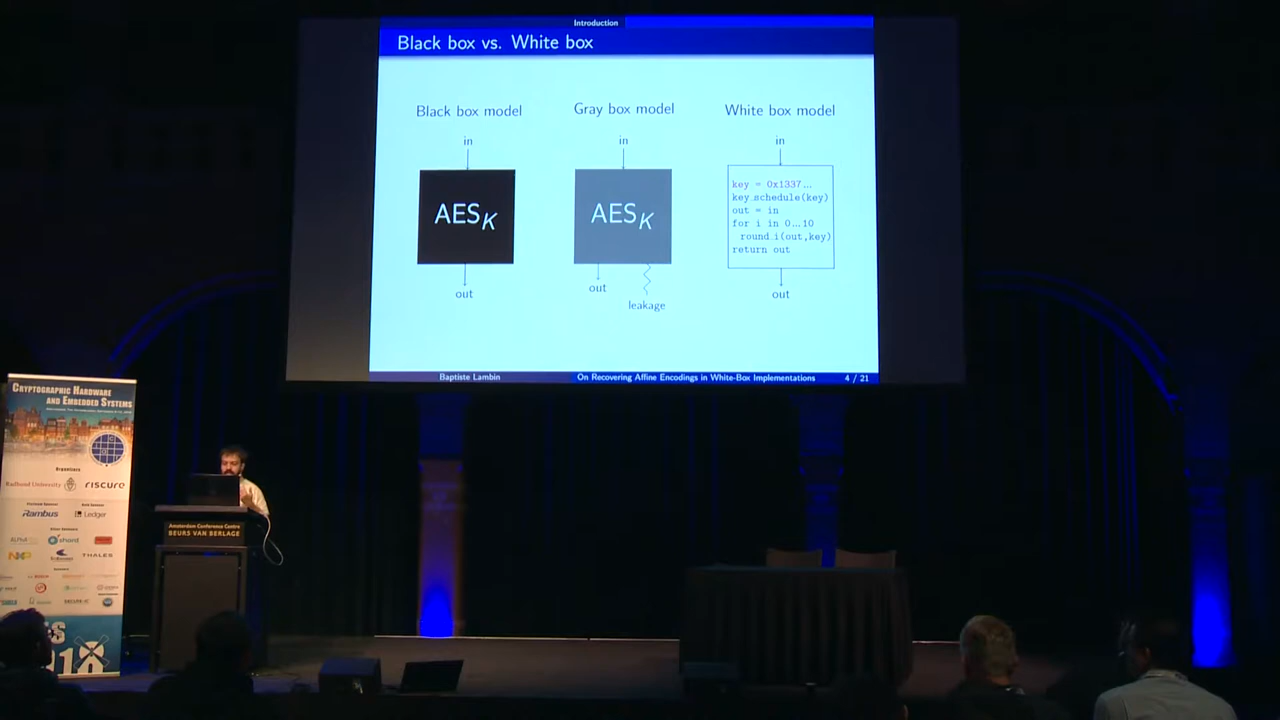 Introduction
Black box vs. White box
Black box model
Gray box model
White box model
in
in
in
AESK
AESK
key = 0x1337...
key_schedule(key)
out = in
for i in 0...10
round_i(out,key)
return out
out
out
leakage
out
Baptiste Lambin
On Recovering Affine Encodings in White-Box Implementations
4 / 21
Cryptographic Hardware
and Embedded Systems
Organizers
Radboud University
riscure
Rambus
Ledger
NXP
THALES
Amsterdam Conference Centre
BEURS VAN BERLAGE